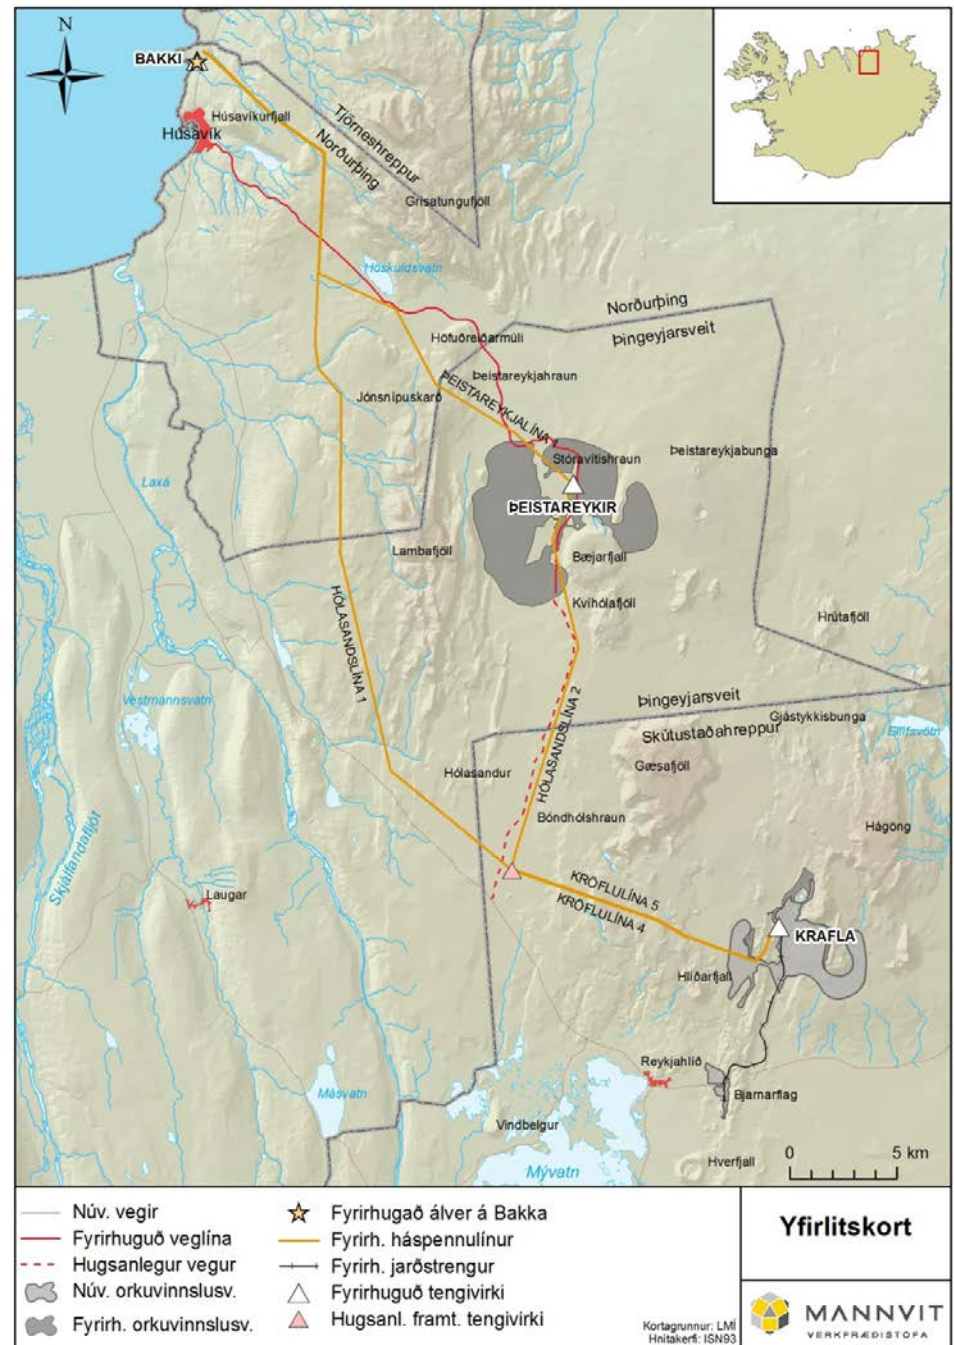 N
BAKKI
Húsavíkurfjall
Húsavík
Tjörneshreppur
Norðurþing
Grísatungufjöll
Höskuldsvatn
Norðurþing
Þingeyjarsveit
Höfuðreiðarmúli
Þeistareykjahraun
ÞEISTAREYKJALÍNA 1
Jónsnípuskarð
Stóravítishraun
Þeistareykjabunga
Laxá
ÞEISTAREYKIR
Lambafjöll
Bæjarfjall
Kvíhólafjöll
Hrútafjöll
HÓLASANDSLÍNA 1
Vestmannsvatn
HÓLASANDSLÍNA 2
Þingeyjarsveit
Skútustaðahreppur
Gjástykkisbunga
Eilífsvötn
Gæsafjöll
Hólasandur
Bóndhólshraun
Hágöng
Skjálfandafljót
Laugar
KRÖFLULÍNA 5
KRÖFLULÍNA 4
KRAFLA
Hlíðarfjall
Reykjahlíð
Bjarnarflag
Másvatn
Vindbelgur
Mývatn
Hverfjall
0 5 km
Núv. vegir
Fyrirhuguð veglína
Hugsanlegur vegur
Núv. orkuvinnslusv.
Fyrirh. orkuvinnslusv.
Fyrirhugað álver á Bakka
Fyrirh. háspennulínur
Fyrirh. jarðstrengur
Fyrirhuguð tengivirki
Hugsanl. framt. tengivirki
Kortagrunnur: LMÍ
Hnitakerfi: ISN93
Yfirlitskort
MANNVIT
VERKFRÆÐISTOFA